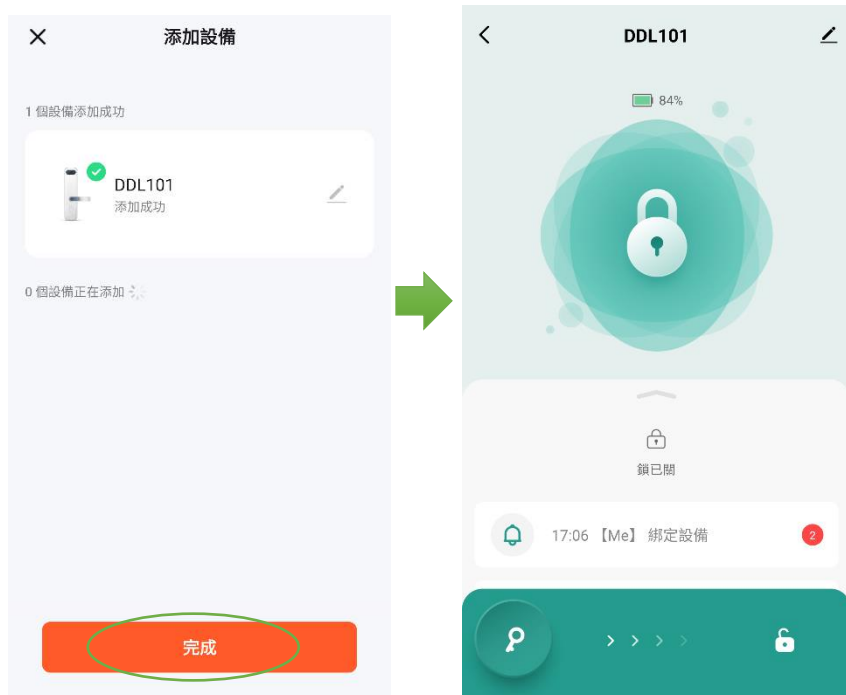 添加設備
1 個設備添加成功
DDL101
添加成功
0 個設備正在添加
完成
DDL101
84%
鎖已關
17:06 【Me】 綁定設備
2